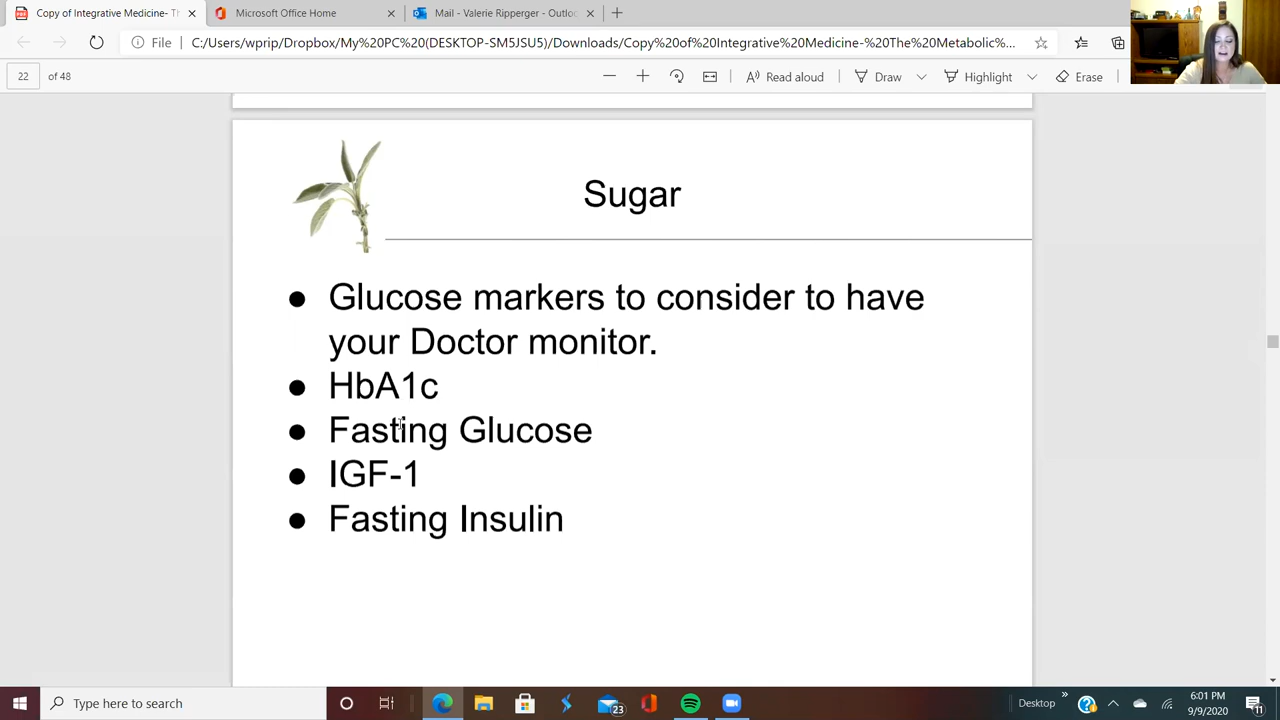 Copy of Integrative Medicine- Th
Microsoft Office Home
Mail - Valerie Ripperger - Outloo
File
C:/Users/wprip/Dropbox/My%20PC%20(DESKTOP-SM5JSU5)/Downloads/Copy%20of%20Integrative%20Medicine-%20The%20Metabolic%...
22 of 48
Read aloud
Draw
Highlight
Erase
Sugar
● Glucose markers to consider to have
your Doctor monitor.
● HbA1c
● Fasting Glucose
● IGF-1
● Fasting Insulin
Type here to search
23
Desktop
6:01 PM
9/9/2020
11